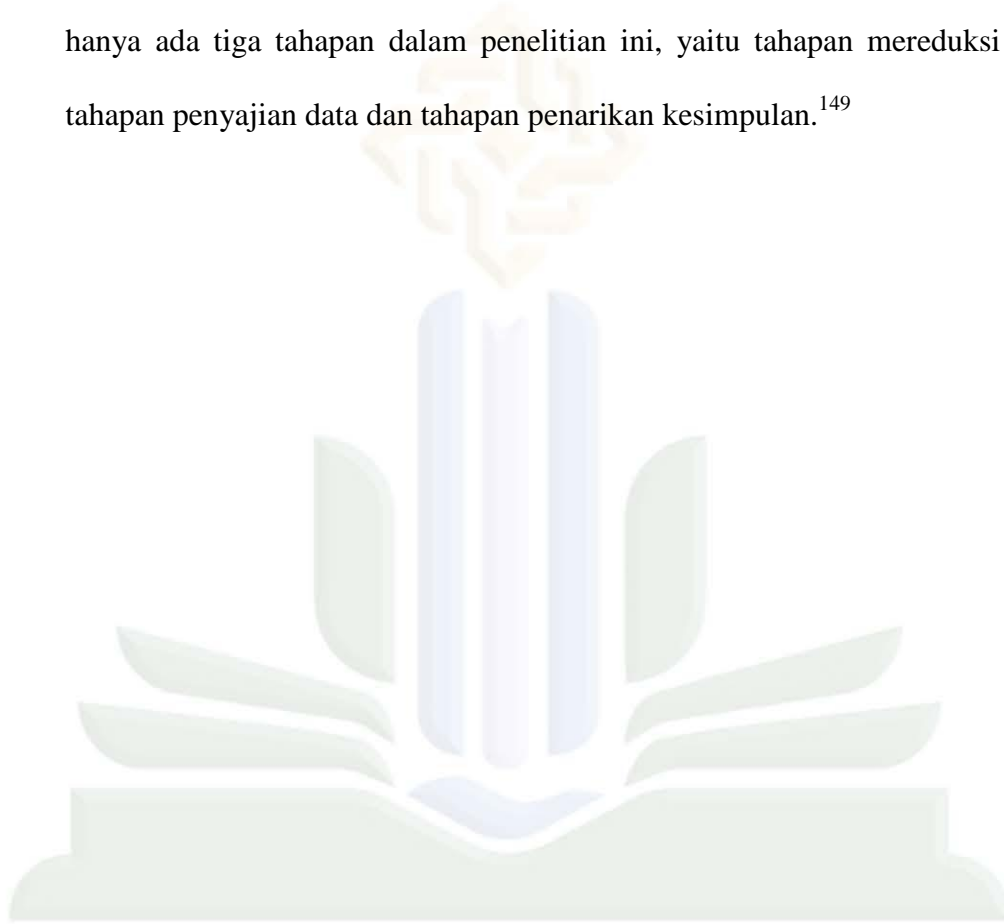 hanya ada tiga tahapan dalam penelitian ini, yaitu tahapan mereduksi
tahapan penyajian data dan tahapan penarikan kesimpulan.149